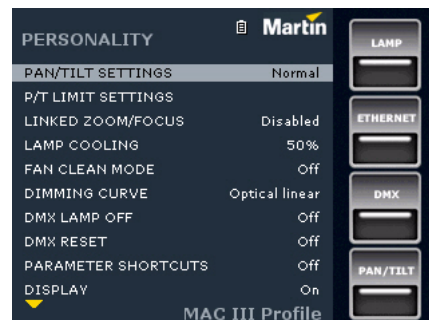 PERSONALITY
Martin
PAN/TILT SETTINGS Normal
P/T LIMIT SETTINGS
LINKED ZOOM/FOCUS Disabled
LAMP COOLING 50%
FAN CLEAN MODE Off
DIMMING CURVE Optical linear
DMX LAMP OFF Off
DMX RESET Off
PARAMETER SHORTCUTS Off
DISPLAY On
MAC III Profile
LAMP
ETHERNET
DMX
PAN/TILT